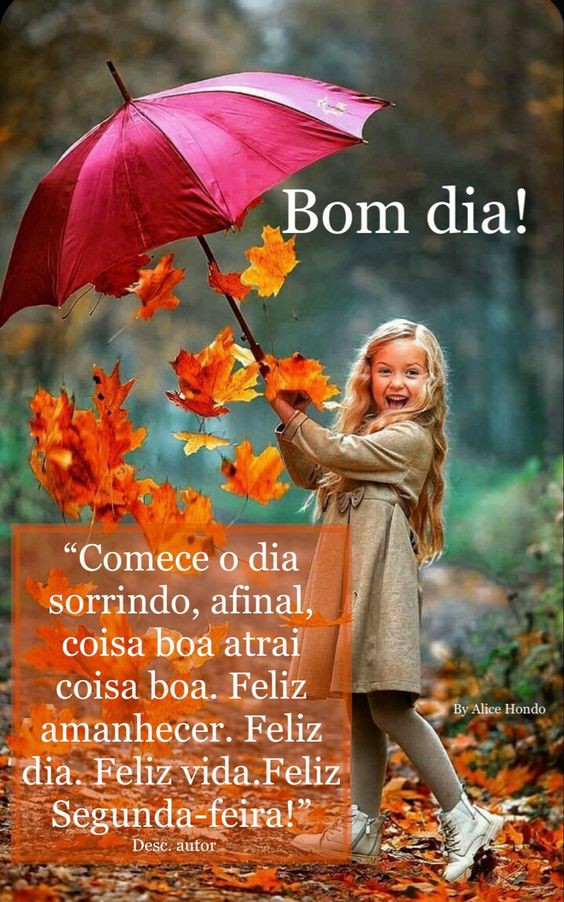 Bom dia!
“Comece o dia
sorrindo, afinal,
coisa boa atrai
coisa boa. Feliz
amanhecer. Feliz
dia. Feliz vida.Feliz
Segunda-feira!”
Desc. autor
By Alice Hondo